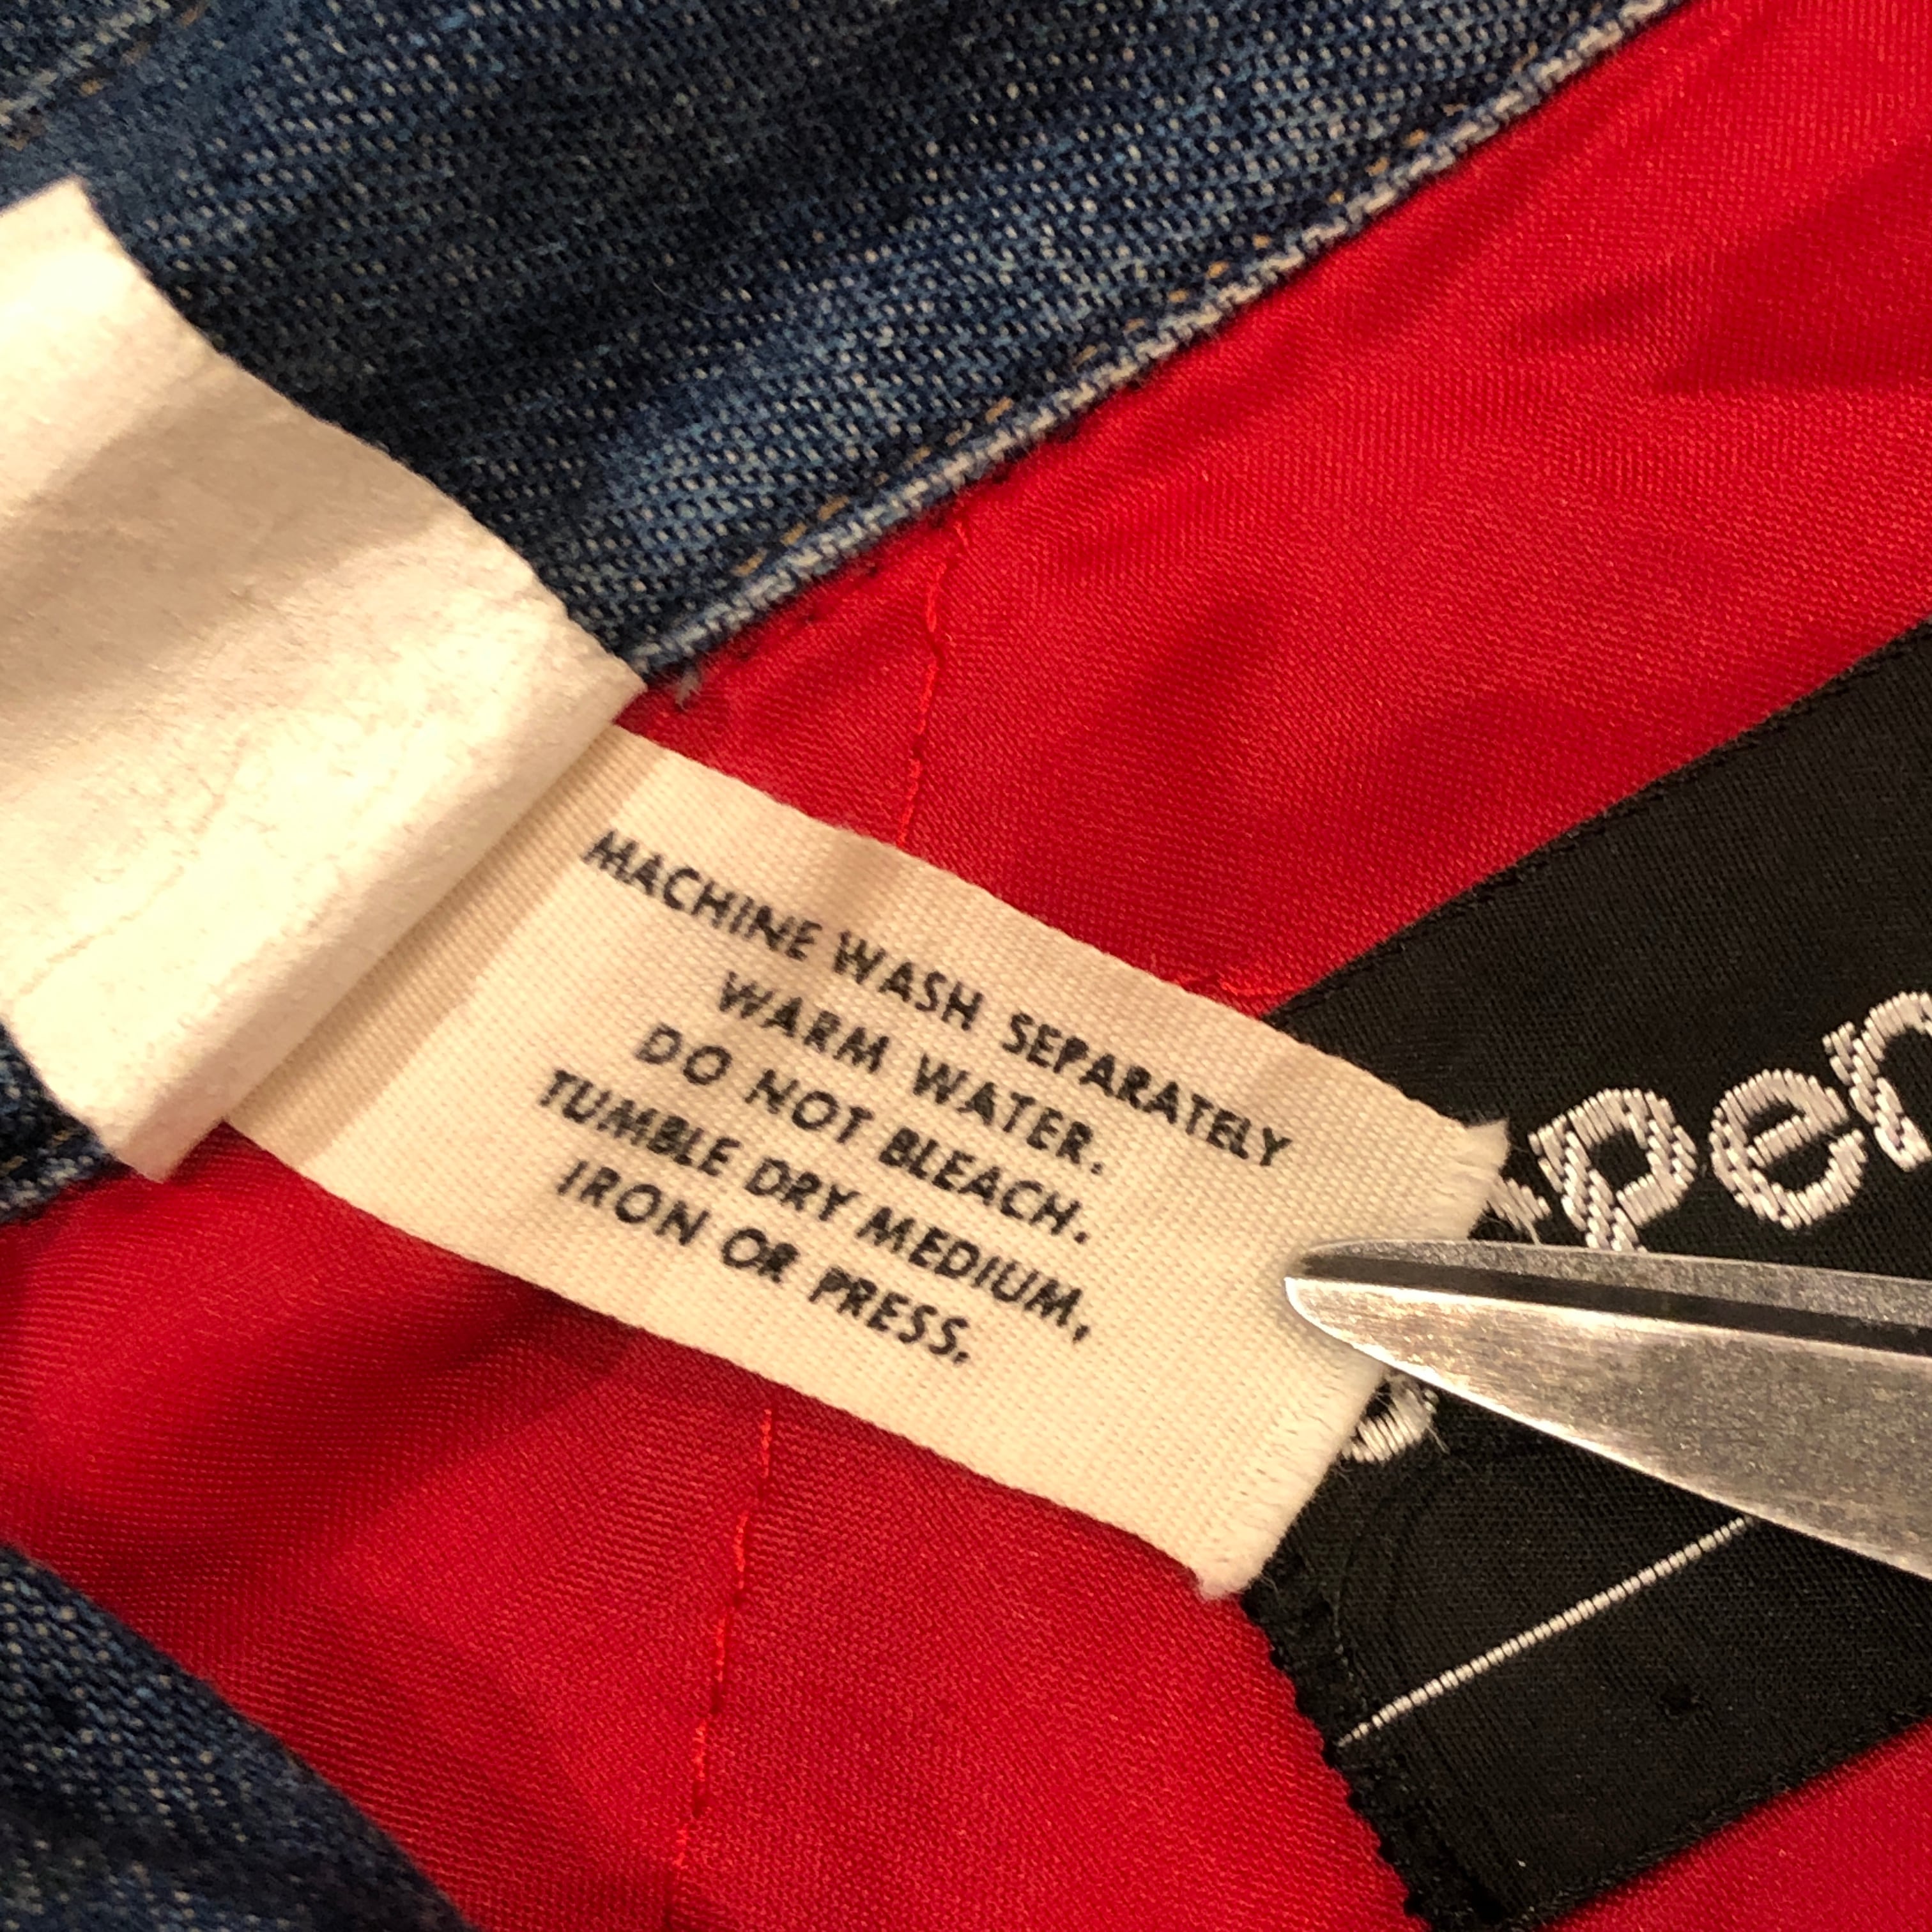 MACHINE WASH SEPARATELY
WARM WATER.
DO NOT BLEACH.
TUMBLE DRY MEDIUM,
IRON OR PRESS.